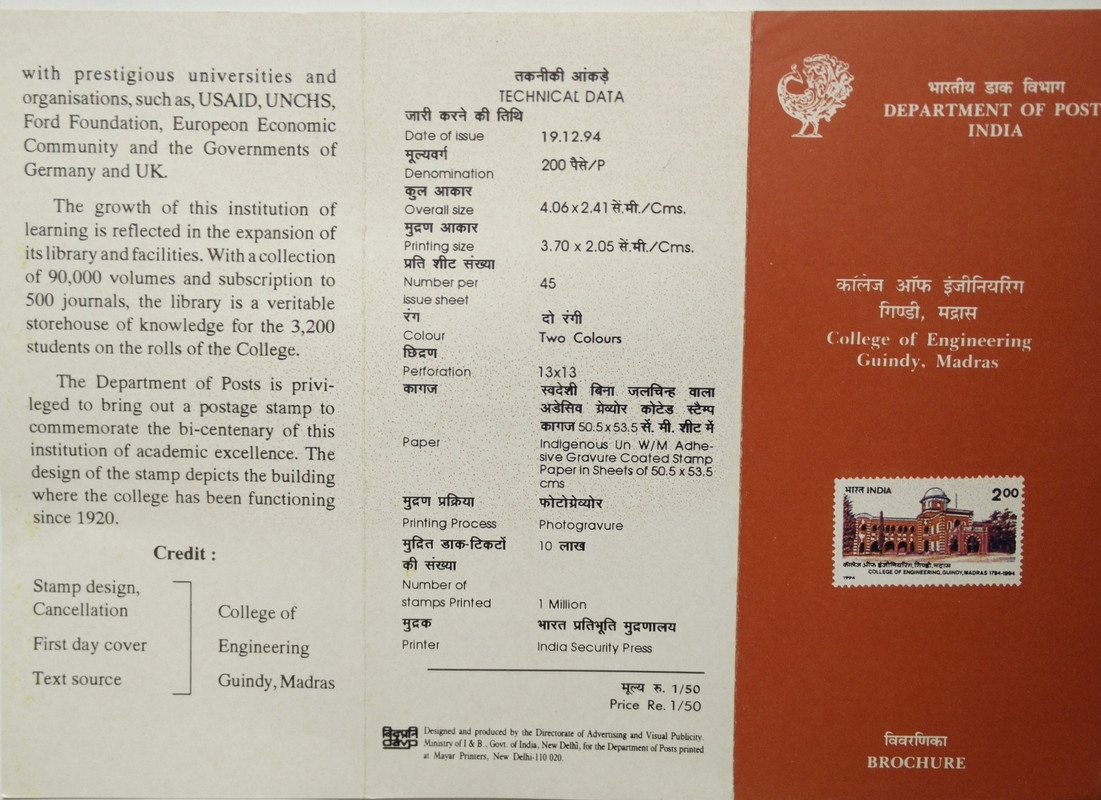 with prestigious universities and
organisations, such as, USAID, UNCHS,
Ford Foundation, Europeon Economic
Community and the Governments of
Germany and UK.
The growth of this institution of
learning is reflected in the expansion of
its library and facilities. With a collection
of 90,000 volumes and subscription to
500 journals, the library is a veritable
storehouse of knowledge for the 3,200
students on the rolls of the College.
The Department of Posts is privi-
leged to bring out a postage stamp to
commemorate the bi-centenary of this
institution of academic excellence. The
design of the stamp depicts the building
where the college has been functioning
since 1920.
Credit :
Stamp design,
Cancellation
First day cover
Text source
College of
Engineering
Guindy, Madras
तकनीकी आंकड़े
TECHNICAL DATA
जारी करने की तिथि
Date of issue 19.12.94
मूल्यवर्ग
Denomination 200 पैसे/P
कुल आकार
Overall size 4.06x2.41 सें.मी./Cms.
मुद्रण आकार
Printing size 3.70 x 2.05 सें.मी./Cms.
प्रति शीट संख्या
Number per 45
issue sheet
रंग दो रंगी
Colour Two Colours
छिद्रण
Perforation 13x13
कागज स्वदेशी बिना जलचिन्ह वाला
अडेसिव ग्रेव्योर कोटेड स्टैम्प
कागज 50.5x53.5 सें. मी. शीट में
Paper Indigenous Un W/M Adhe-
sive Gravure Coated Stamp
Paper in Sheets of 50.5 x 53.5
cms
मुद्रण प्रक्रिया फोटोग्रेव्योर
Printing Process Photogravure
मुद्रित डाक-टिकटों 10 लाख
की संख्या
Number of
stamps Printed 1 Million
मुद्रक भारत प्रतिभूति मुद्रणालय
Printer India Security Press
मूल्य रु. 1/50
Price Re. 1/50
विदृप्रनि
davp
Designed and produced by the Directorate of Advertising and Visual Publicity.
Ministry of I & B., Govt. of India, New Delhi, for the Department of Posts printed
at Mayar Printers, New Delhi-110 020.
भारतीय डाक विभाग
DEPARTMENT OF POST
INDIA
कॉलेज ऑफ इंजीनियरिंग
गिण्डी, मद्रास
College of Engineering
Guindy, Madras
भारत INDIA 200
कॉलेज ऑफ इंजीनियरिंग, गिण्डी, मद्रास
COLLEGE OF ENGINEERING, GUINDY, MADRAS 1794-1994
1994
विवरणिका
BROCHURE